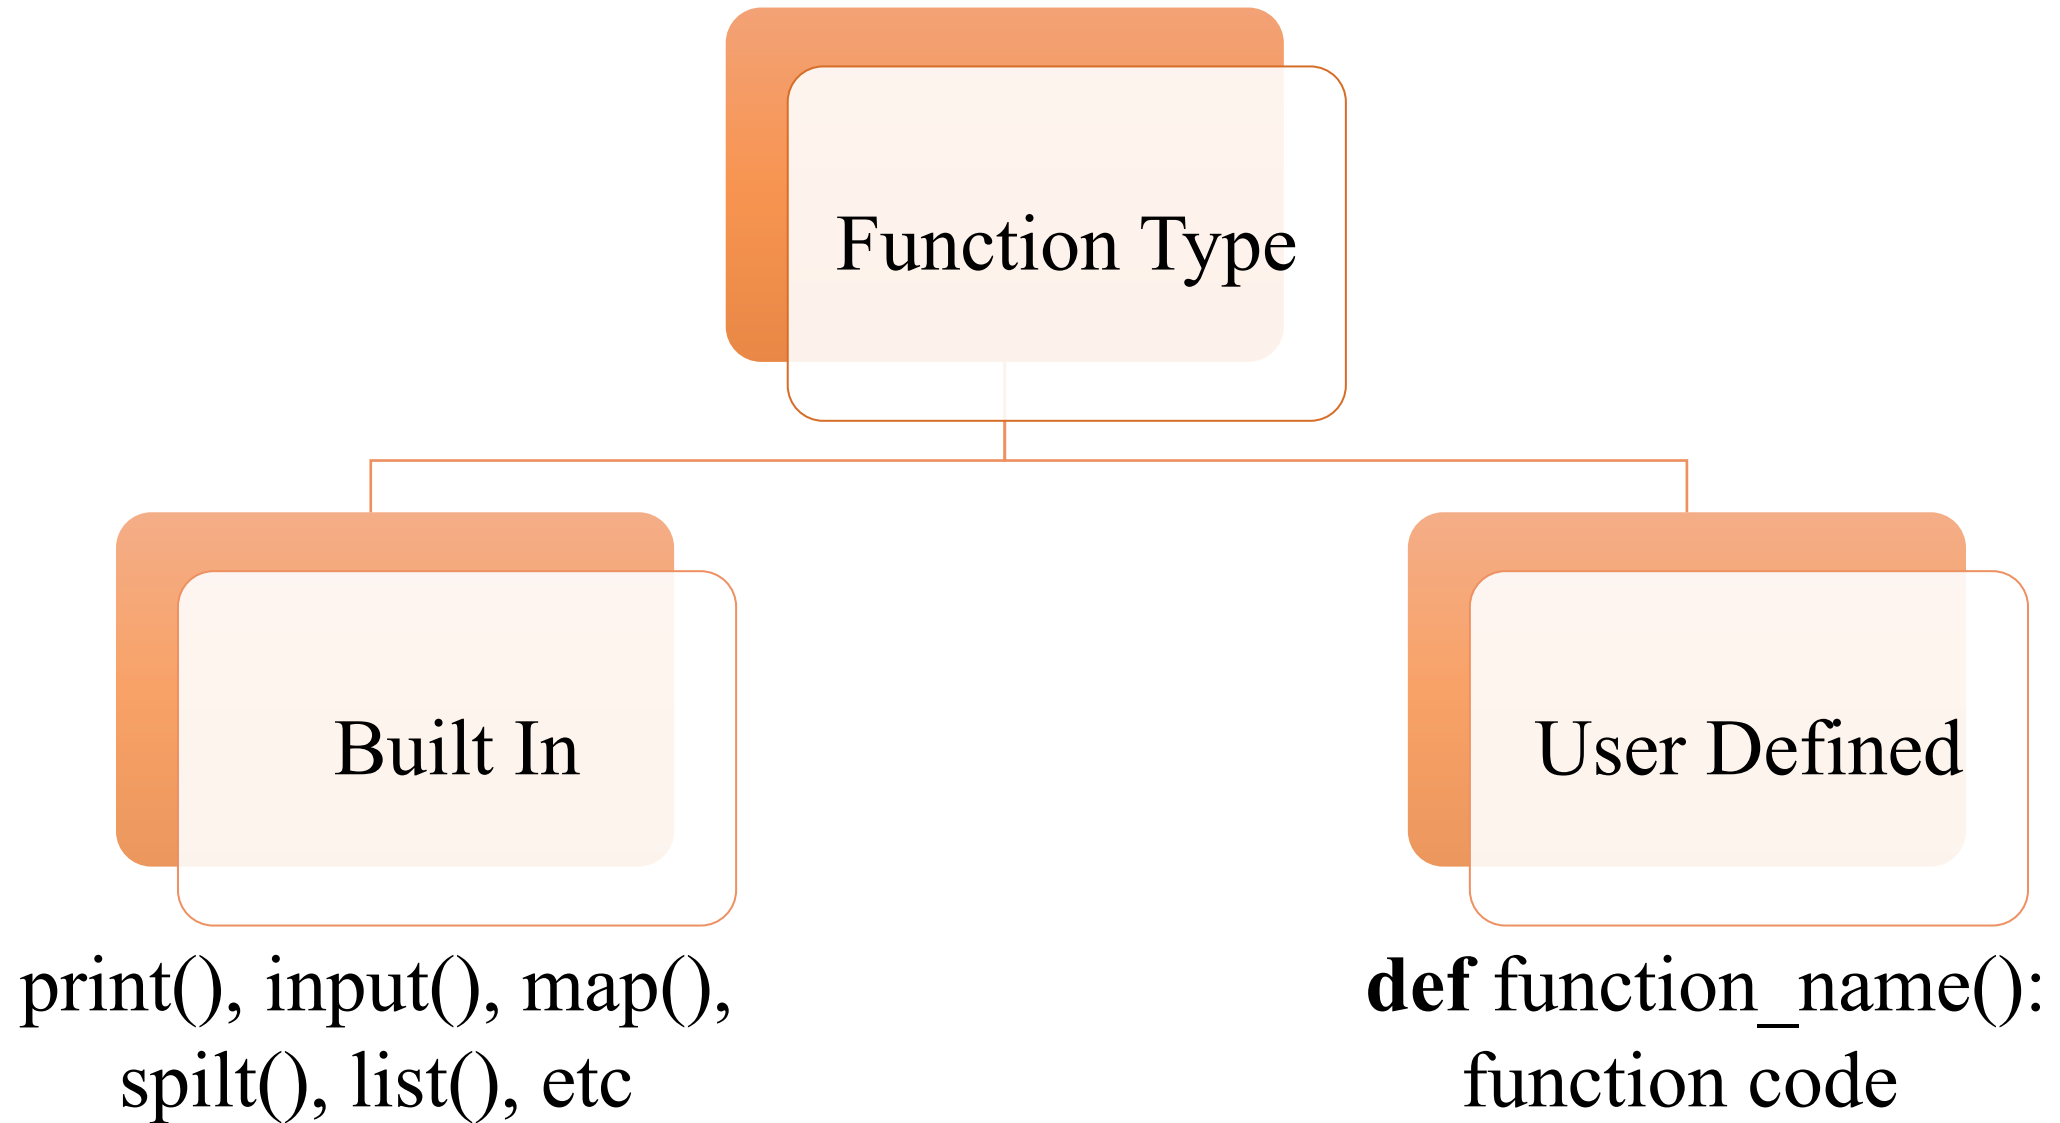 Function Type
Built In
User Defined
print(), input(), map(),
spilt(), list(), etc
def function_name():
function code